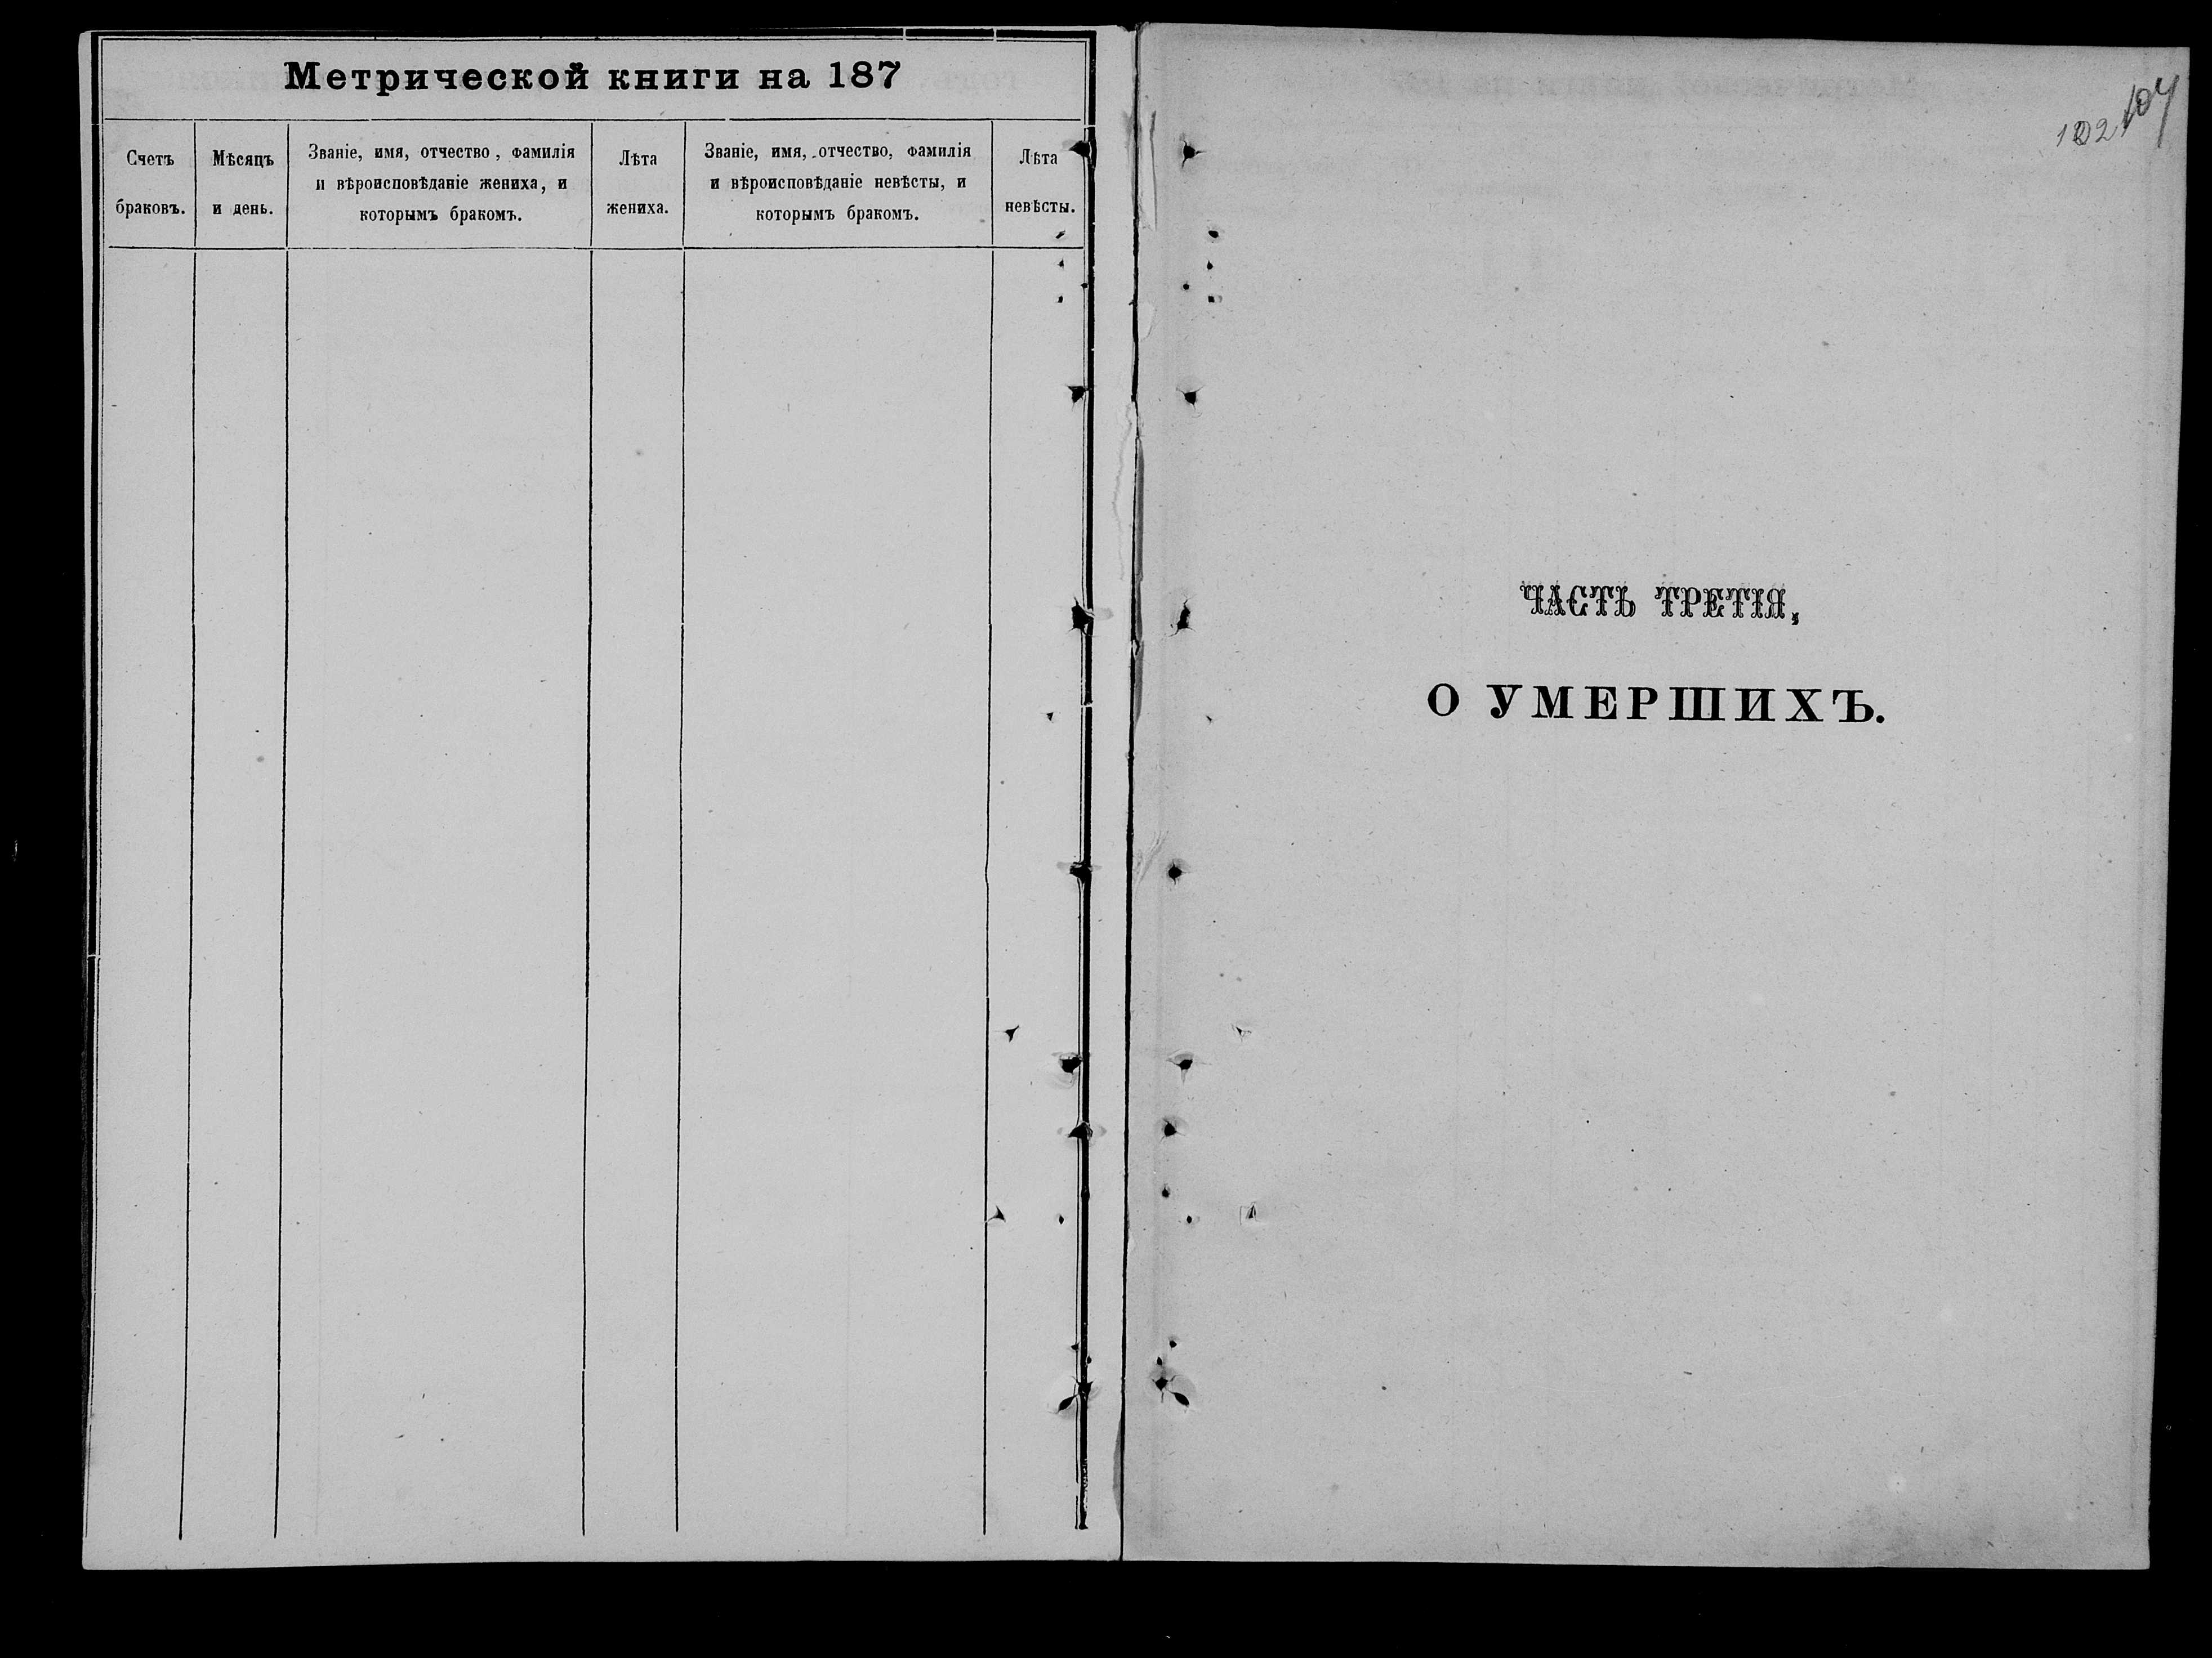 Метрической книги на 187
Счетъ
браковъ.
Мѣсяцъ
и день.
Званіе, имя, отчество, фамилія
и вѣроисповѣданіе жениха, и
которымъ бракомъ.
Лѣта
жениха.
Званіе, имя, отчество, фамилія
и вѣроисповѣданіе невѣсты, и
которымъ бракомъ.
Лѣта
невѣсты.
102
104
ЧАСТЬ ТРЕТІЯ,
О УМЕРШИХЪ.